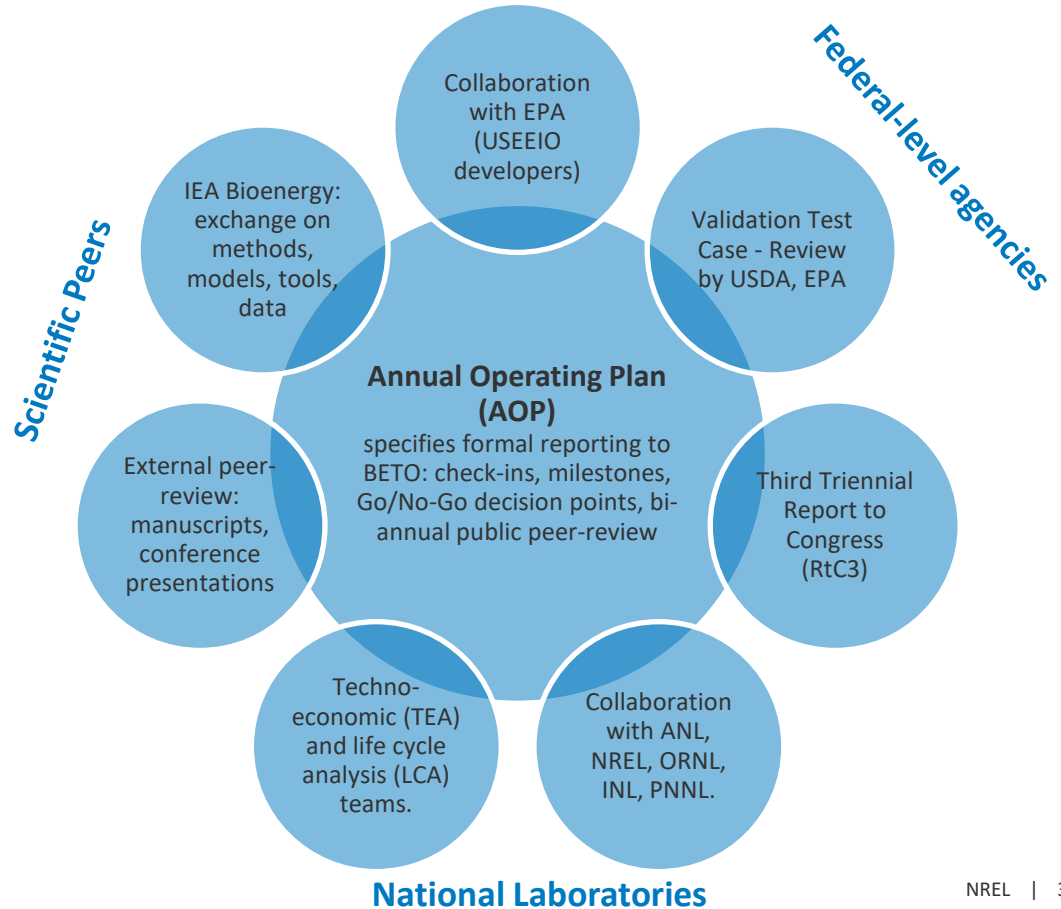 Collaboration
with EPA
(USEEIO
developers)
Federal-level agencies
IEA Bioenergy:
exchange on
methods,
models, tools,
data
Validation Test
Case - Review
by USDA, EPA
Scientific Peers
Annual Operating Plan
(AOP)
specifies formal reporting to
BETO: check-ins, milestones,
Go/No-Go decision points, bi-
annual public peer-review
External peer-
review:
manuscripts,
conference
presentations
Third Triennial
Report to
Congress
(RtC3)
Techno-
economic (TEA)
and life cycle
analysis (LCA)
teams.
Collaboration
with ANL,
NREL, ORNL,
INL, PNNL.
National Laboratories
NREL | 3